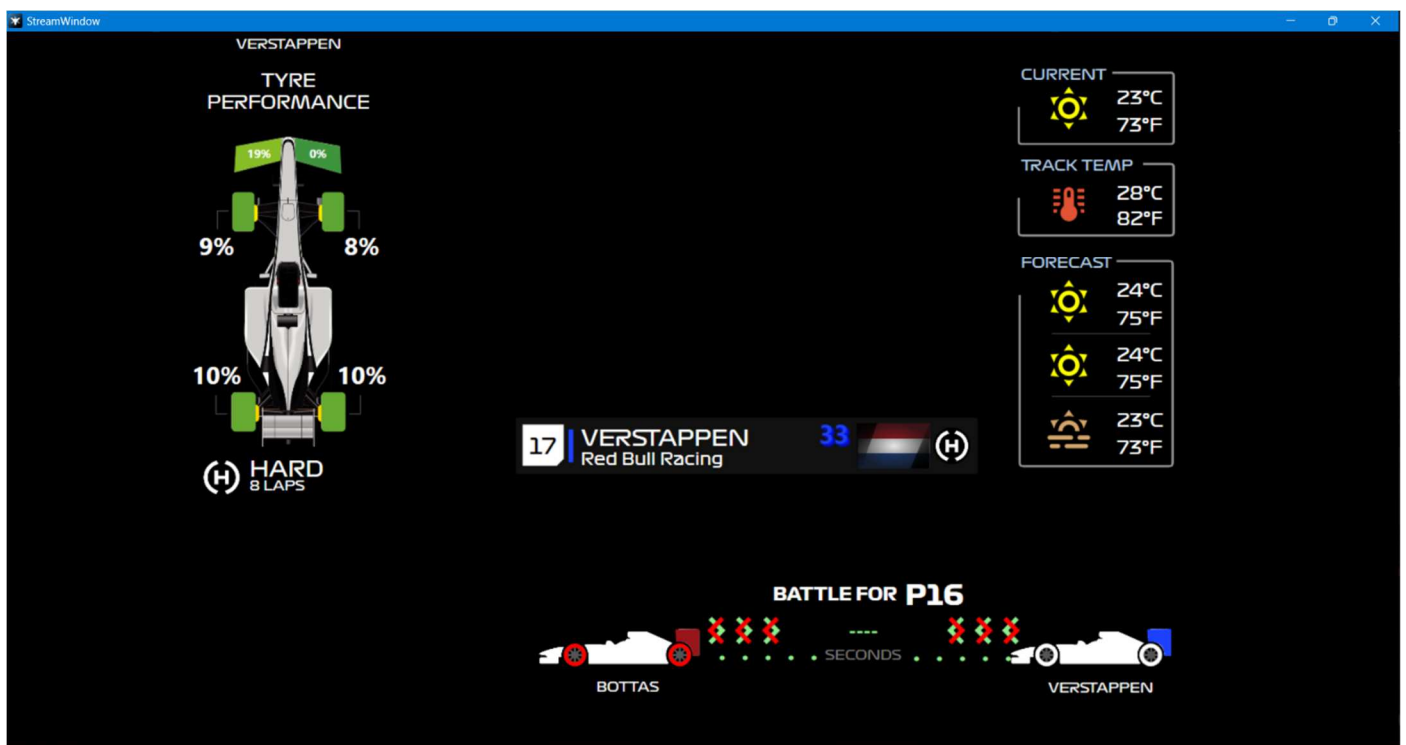 StreamWindow
VERSTAPPEN
TYRE
PERFORMANCE
19% 0%
9% 8%
10% 10%
H HARD
8 LAPS
CURRENT
23°C
73°F
TRACK TEMP
28°C
82°F
FORECAST
24°C
75°F
24°C
75°F
23°C
73°F
17 VERSTAPPEN 33 H
Red Bull Racing
BATTLE FOR P16
----
SECONDS
BOTTAS VERSTAPPEN